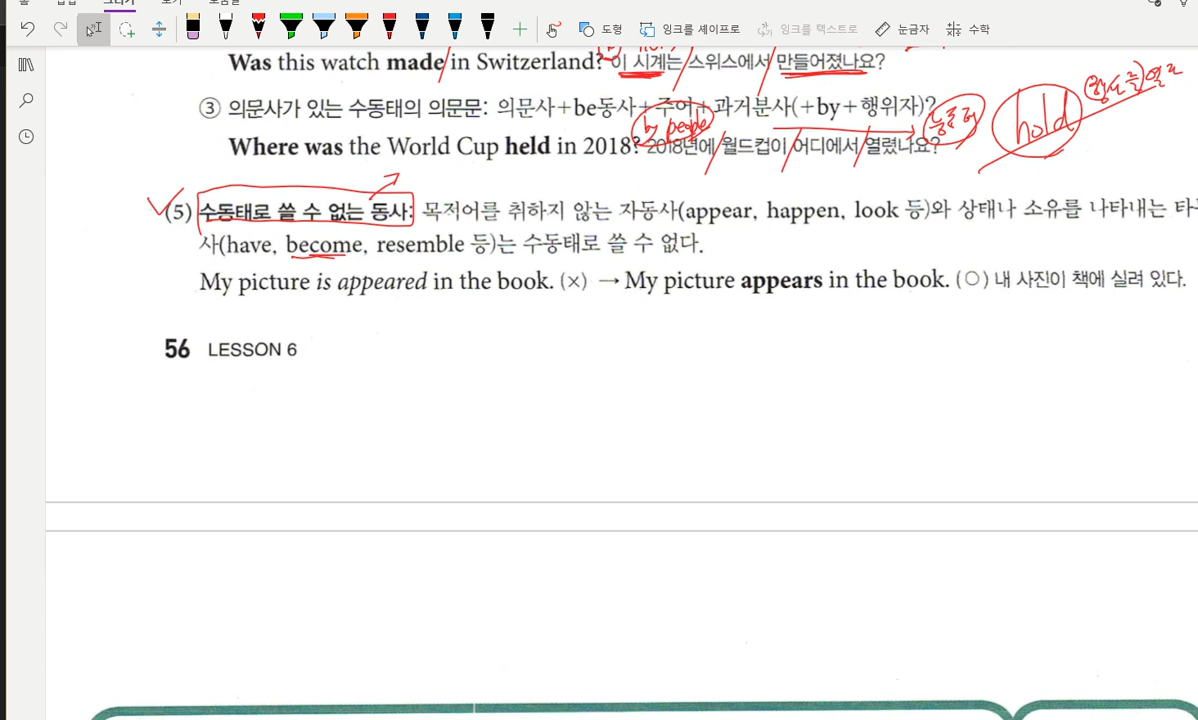 도형 잉크를 셰이프로 잉크를 텍스트로 눈금자 수학
Was this watch made in Switzerland? 이 시계는 스위스에서 만들어졌나요?
③ 의문사가 있는 수동태의 의문문: 의문사+be동사+주어+과거분사(+by+행위자)?
by people
능동태
hold
Where was the World Cup held in 2018? 2018년에 월드컵이 어디에서 열렸나요?
(5) 수동태로 쓸 수 없는 동사: 목적어를 취하지 않는 자동사(appear, happen, look 등)와 상태나 소유를 나타내는 타
사(have, become, resemble 등)는 수동태로 쓸 수 없다.
My picture is appeared in the book. (×) → My picture appears in the book. (○) 내 사진이 책에 실려 있다.
56 LESSON 6